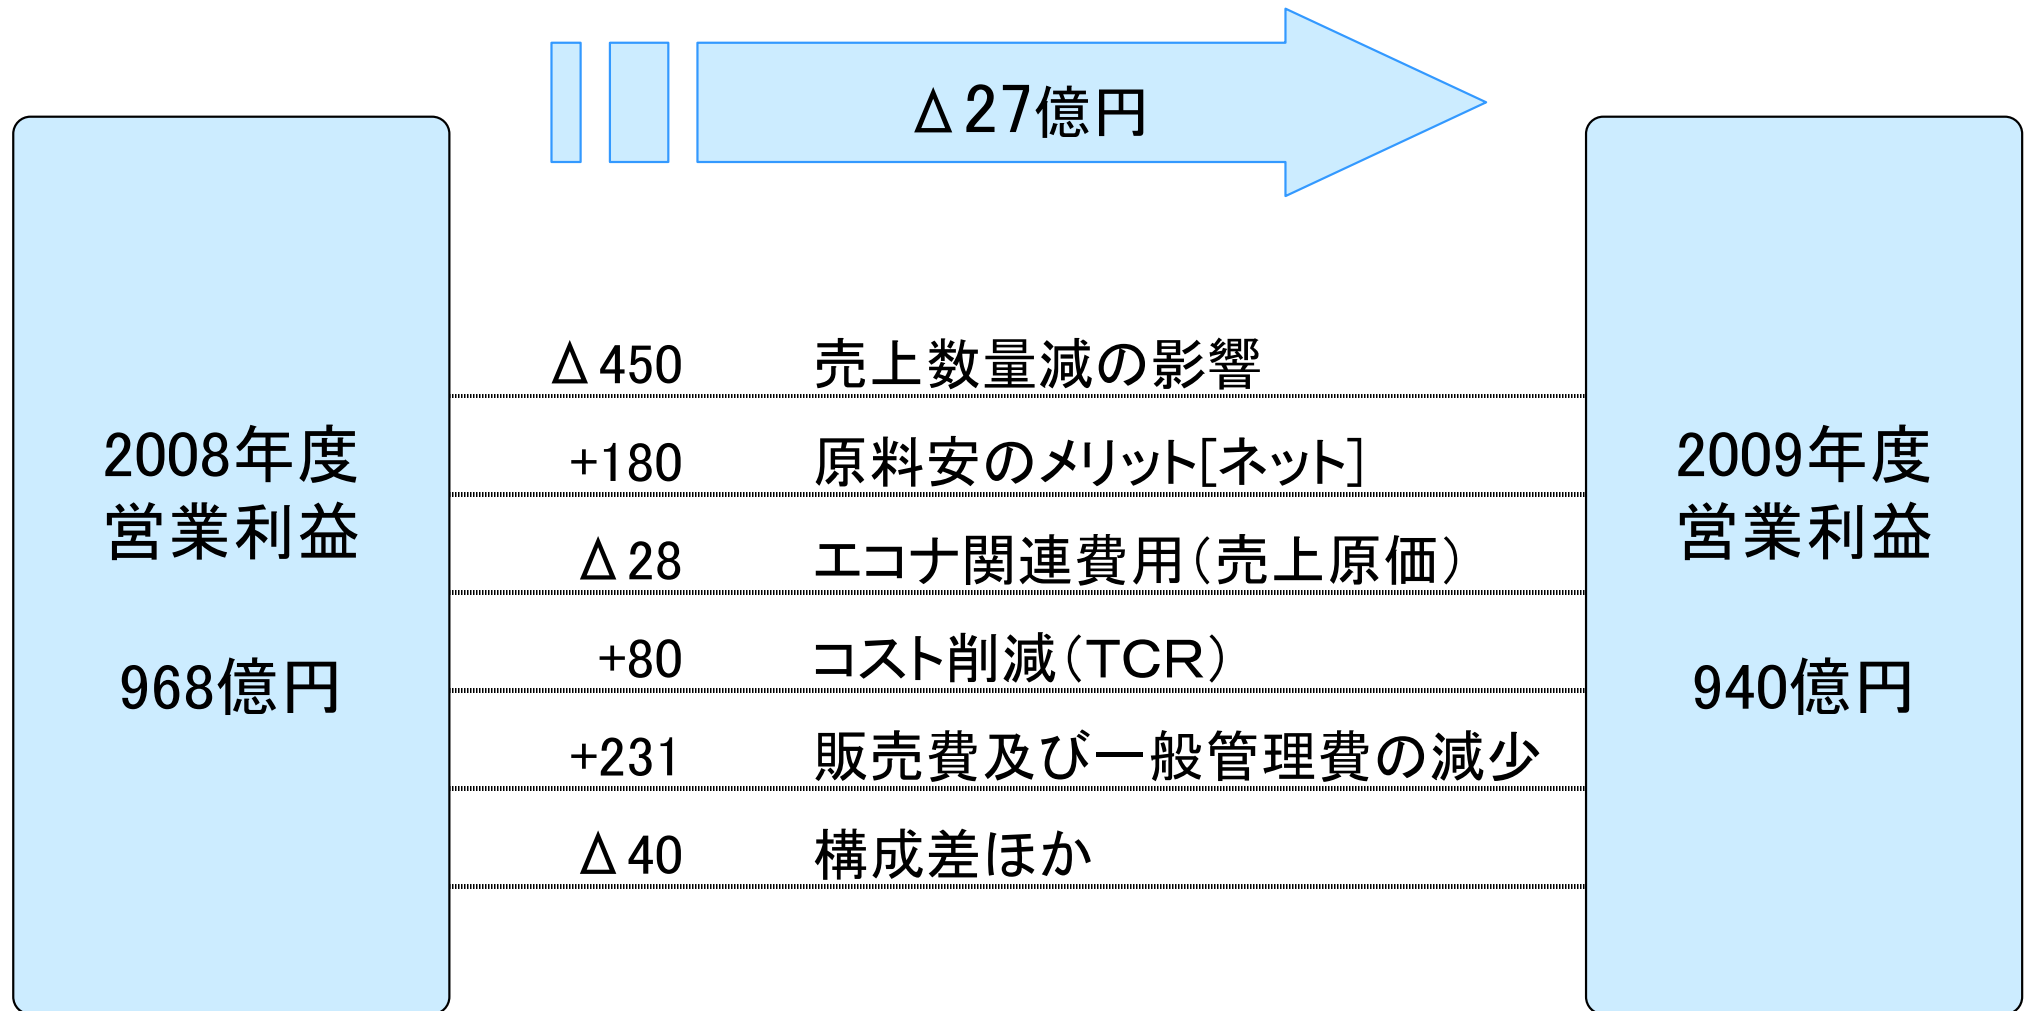 Δ27億円
2008年度
営業利益
968億円
Δ450 売上数量減の影響
+180 原料安のメリット[ネット]
Δ28 エコナ関連費用(売上原価)
+80 コスト削減(TCR)
+231 販売費及び一般管理費の減少
Δ40 構成差ほか
2009年度
営業利益
940億円